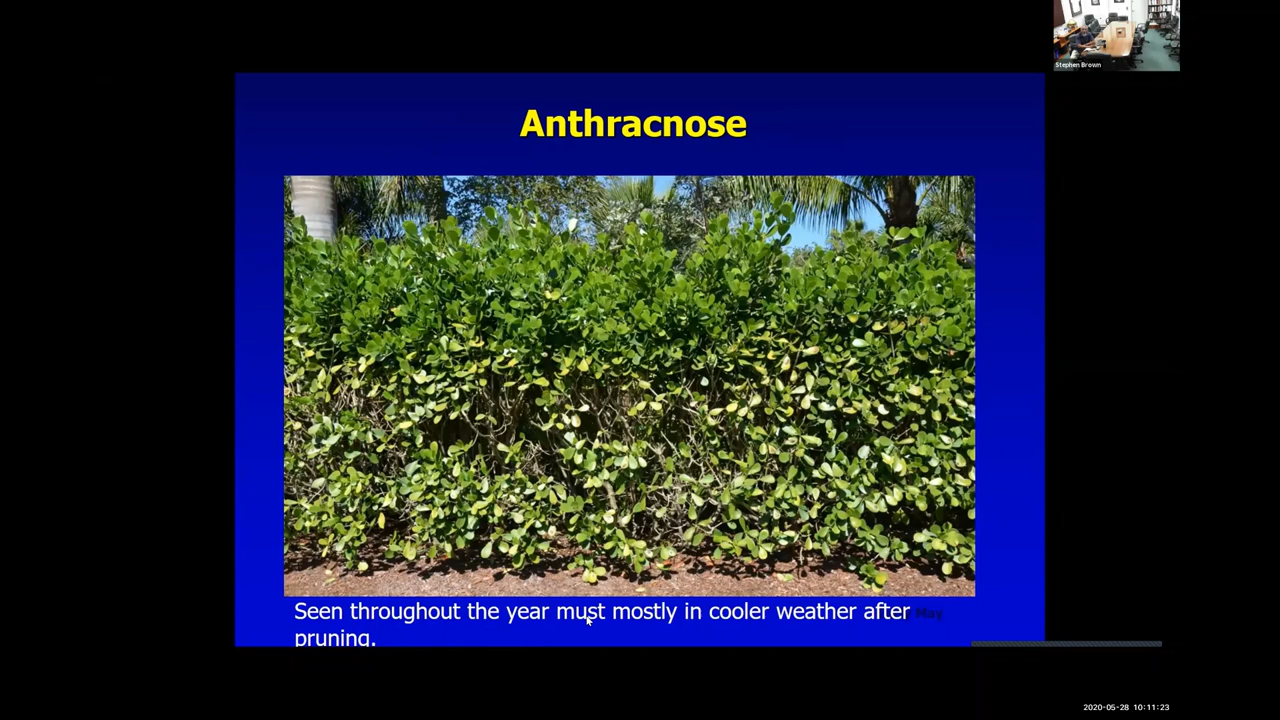 Stephen Brown
Anthracnose
Seen throughout the year must mostly in cooler weather after May
pruning.
2020-05-28 10:11:23